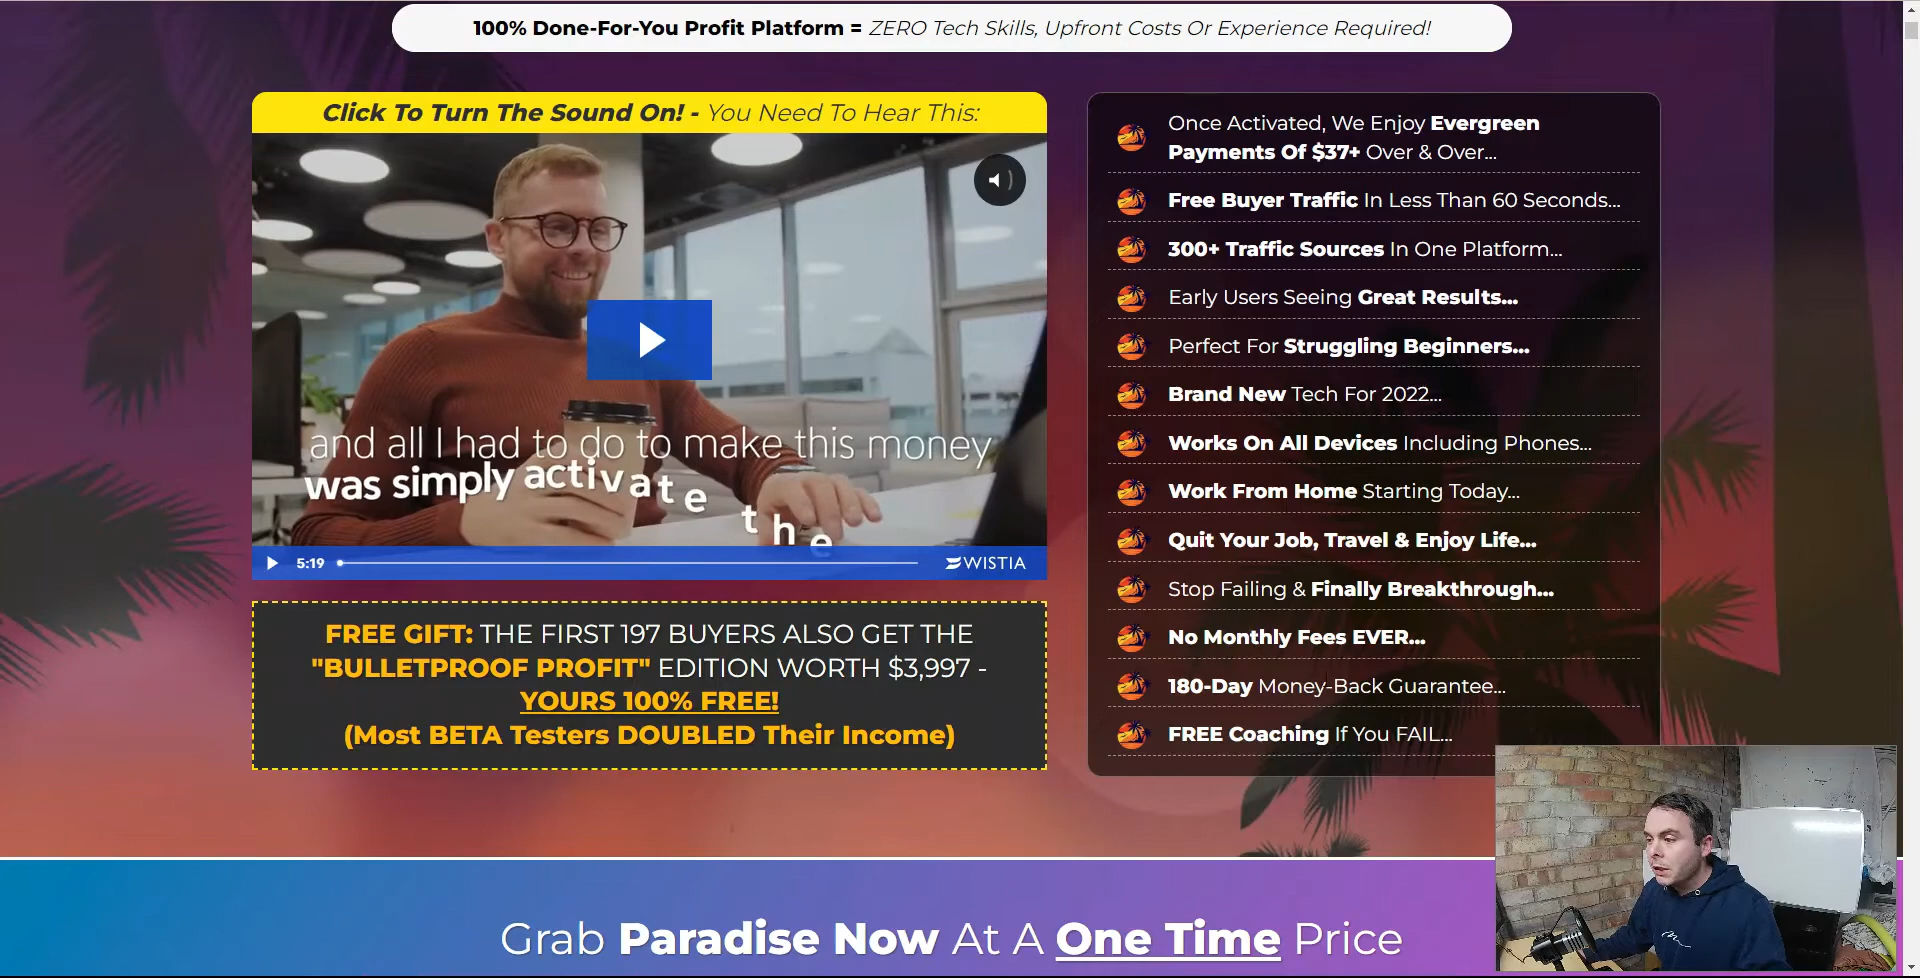 100% Done-For-You Profit Platform = ZERO Tech Skills, Upfront Costs Or Experience Required!
Click To Turn The Sound On! - You Need To Hear This:
and all I had to do to make this money
was simply activate the
5:19
WISTIA
FREE GIFT: THE FIRST 197 BUYERS ALSO GET THE
"BULLETPROOF PROFIT" EDITION WORTH $3,997 -
YOURS 100% FREE!
(Most BETA Testers DOUBLED Their Income)
Once Activated, We Enjoy Evergreen
Payments Of $37+ Over & Over...
Free Buyer Traffic In Less Than 60 Seconds...
300+ Traffic Sources In One Platform...
Early Users Seeing Great Results...
Perfect For Struggling Beginners...
Brand New Tech For 2022...
Works On All Devices Including Phones...
Work From Home Starting Today...
Quit Your Job, Travel & Enjoy Life...
Stop Failing & Finally Breakthrough...
No Monthly Fees EVER...
180-Day Money-Back Guarantee...
FREE Coaching If You FAIL...
Grab Paradise Now At A One Time Price